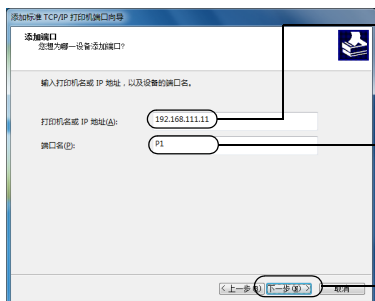 添加标准 TCP/IP 打印机端口向导
添加端口
您想为哪一设备添加端口?
输入打印机名或 IP 地址，以及设备的端口名。
打印机名或 IP 地址(A): 192.168.111.11
端口名(P): P1
< 上一步(B) 下一步(N) > 取消